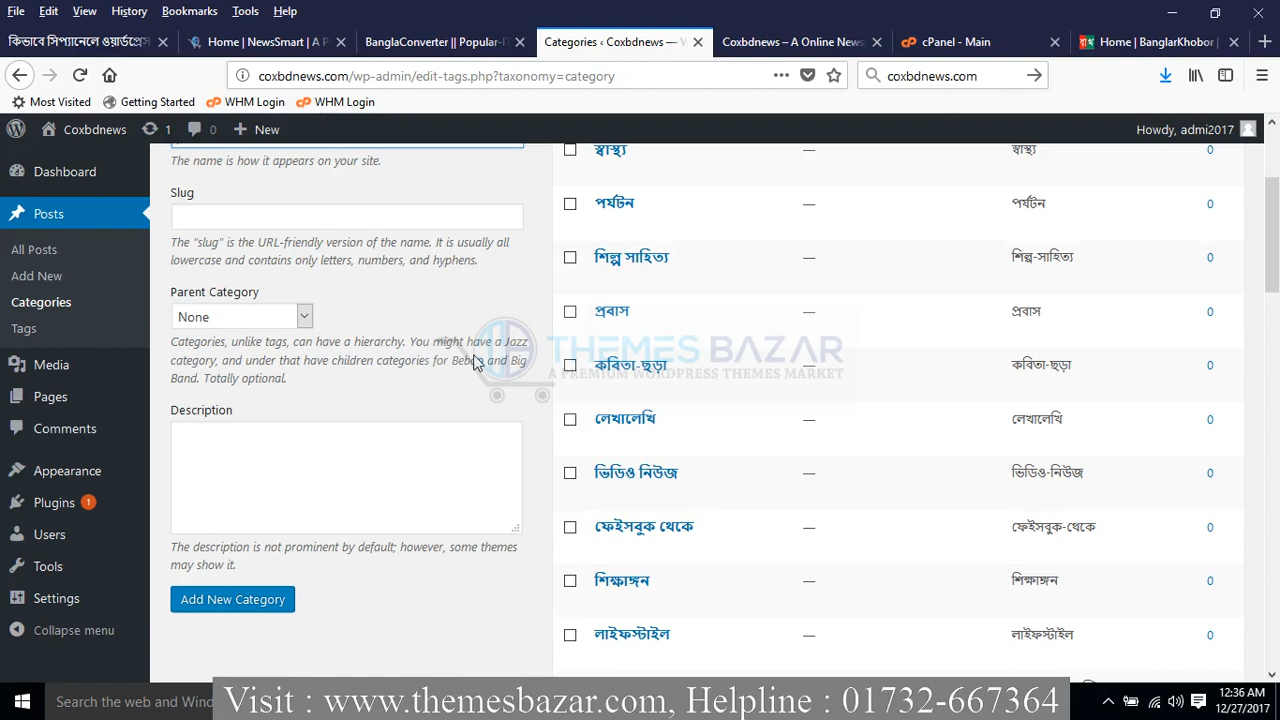 File Edit View History Bookmarks Tools Help
কিভাবে সিপ্যানেলে ওয়ার্ডপ্রেস
Home | NewsSmart | A P
BanglaConverter || Popular-IT
Categories ‹ Coxbdnews — W
Coxbdnews – A Online News
cPanel - Main
Home | BanglarKhobor
coxbdnews.com/wp-admin/edit-tags.php?taxonomy=category
coxbdnews.com
Most Visited Getting Started WHM Login WHM Login
Coxbdnews 1 0 New Howdy, admi2017
Dashboard
Posts
All Posts
Add New
Categories
Tags
Media
Pages
Comments
Appearance
Plugins 1
Users
Tools
Settings
Collapse menu
The name is how it appears on your site.
Slug
The “slug” is the URL-friendly version of the name. It is usually all
lowercase and contains only letters, numbers, and hyphens.
Parent Category
None
Categories, unlike tags, can have a hierarchy. You might have a Jazz
category, and under that have children categories for Bebop and Big
Band. Totally optional.
Description
The description is not prominent by default; however, some themes
may show it.
Add New Category
স্বাস্থ্য — স্বাস্থ্য 0
পর্যটন — পর্যটন 0
শিল্প সাহিত্য — শিল্প-সাহিত্য 0
প্রবাস — প্রবাস 0
কবিতা-ছড়া — কবিতা-ছড়া 0
লেখালেখি — লেখালেখি 0
ভিডিও নিউজ — ভিডিও-নিউজ 0
ফেইসবুক থেকে — ফেইসবুক-থেকে 0
শিক্ষাঙ্গন — শিক্ষাঙ্গন 0
লাইফস্টাইল — লাইফস্টাইল 0
THEMES BAZAR
A PREMIUM WORDPRESS THEMES MARKET
Search the web and Wind
Visit : www.themesbazar.com, Helpline : 01732-667364
12:36 AM
12/27/2017